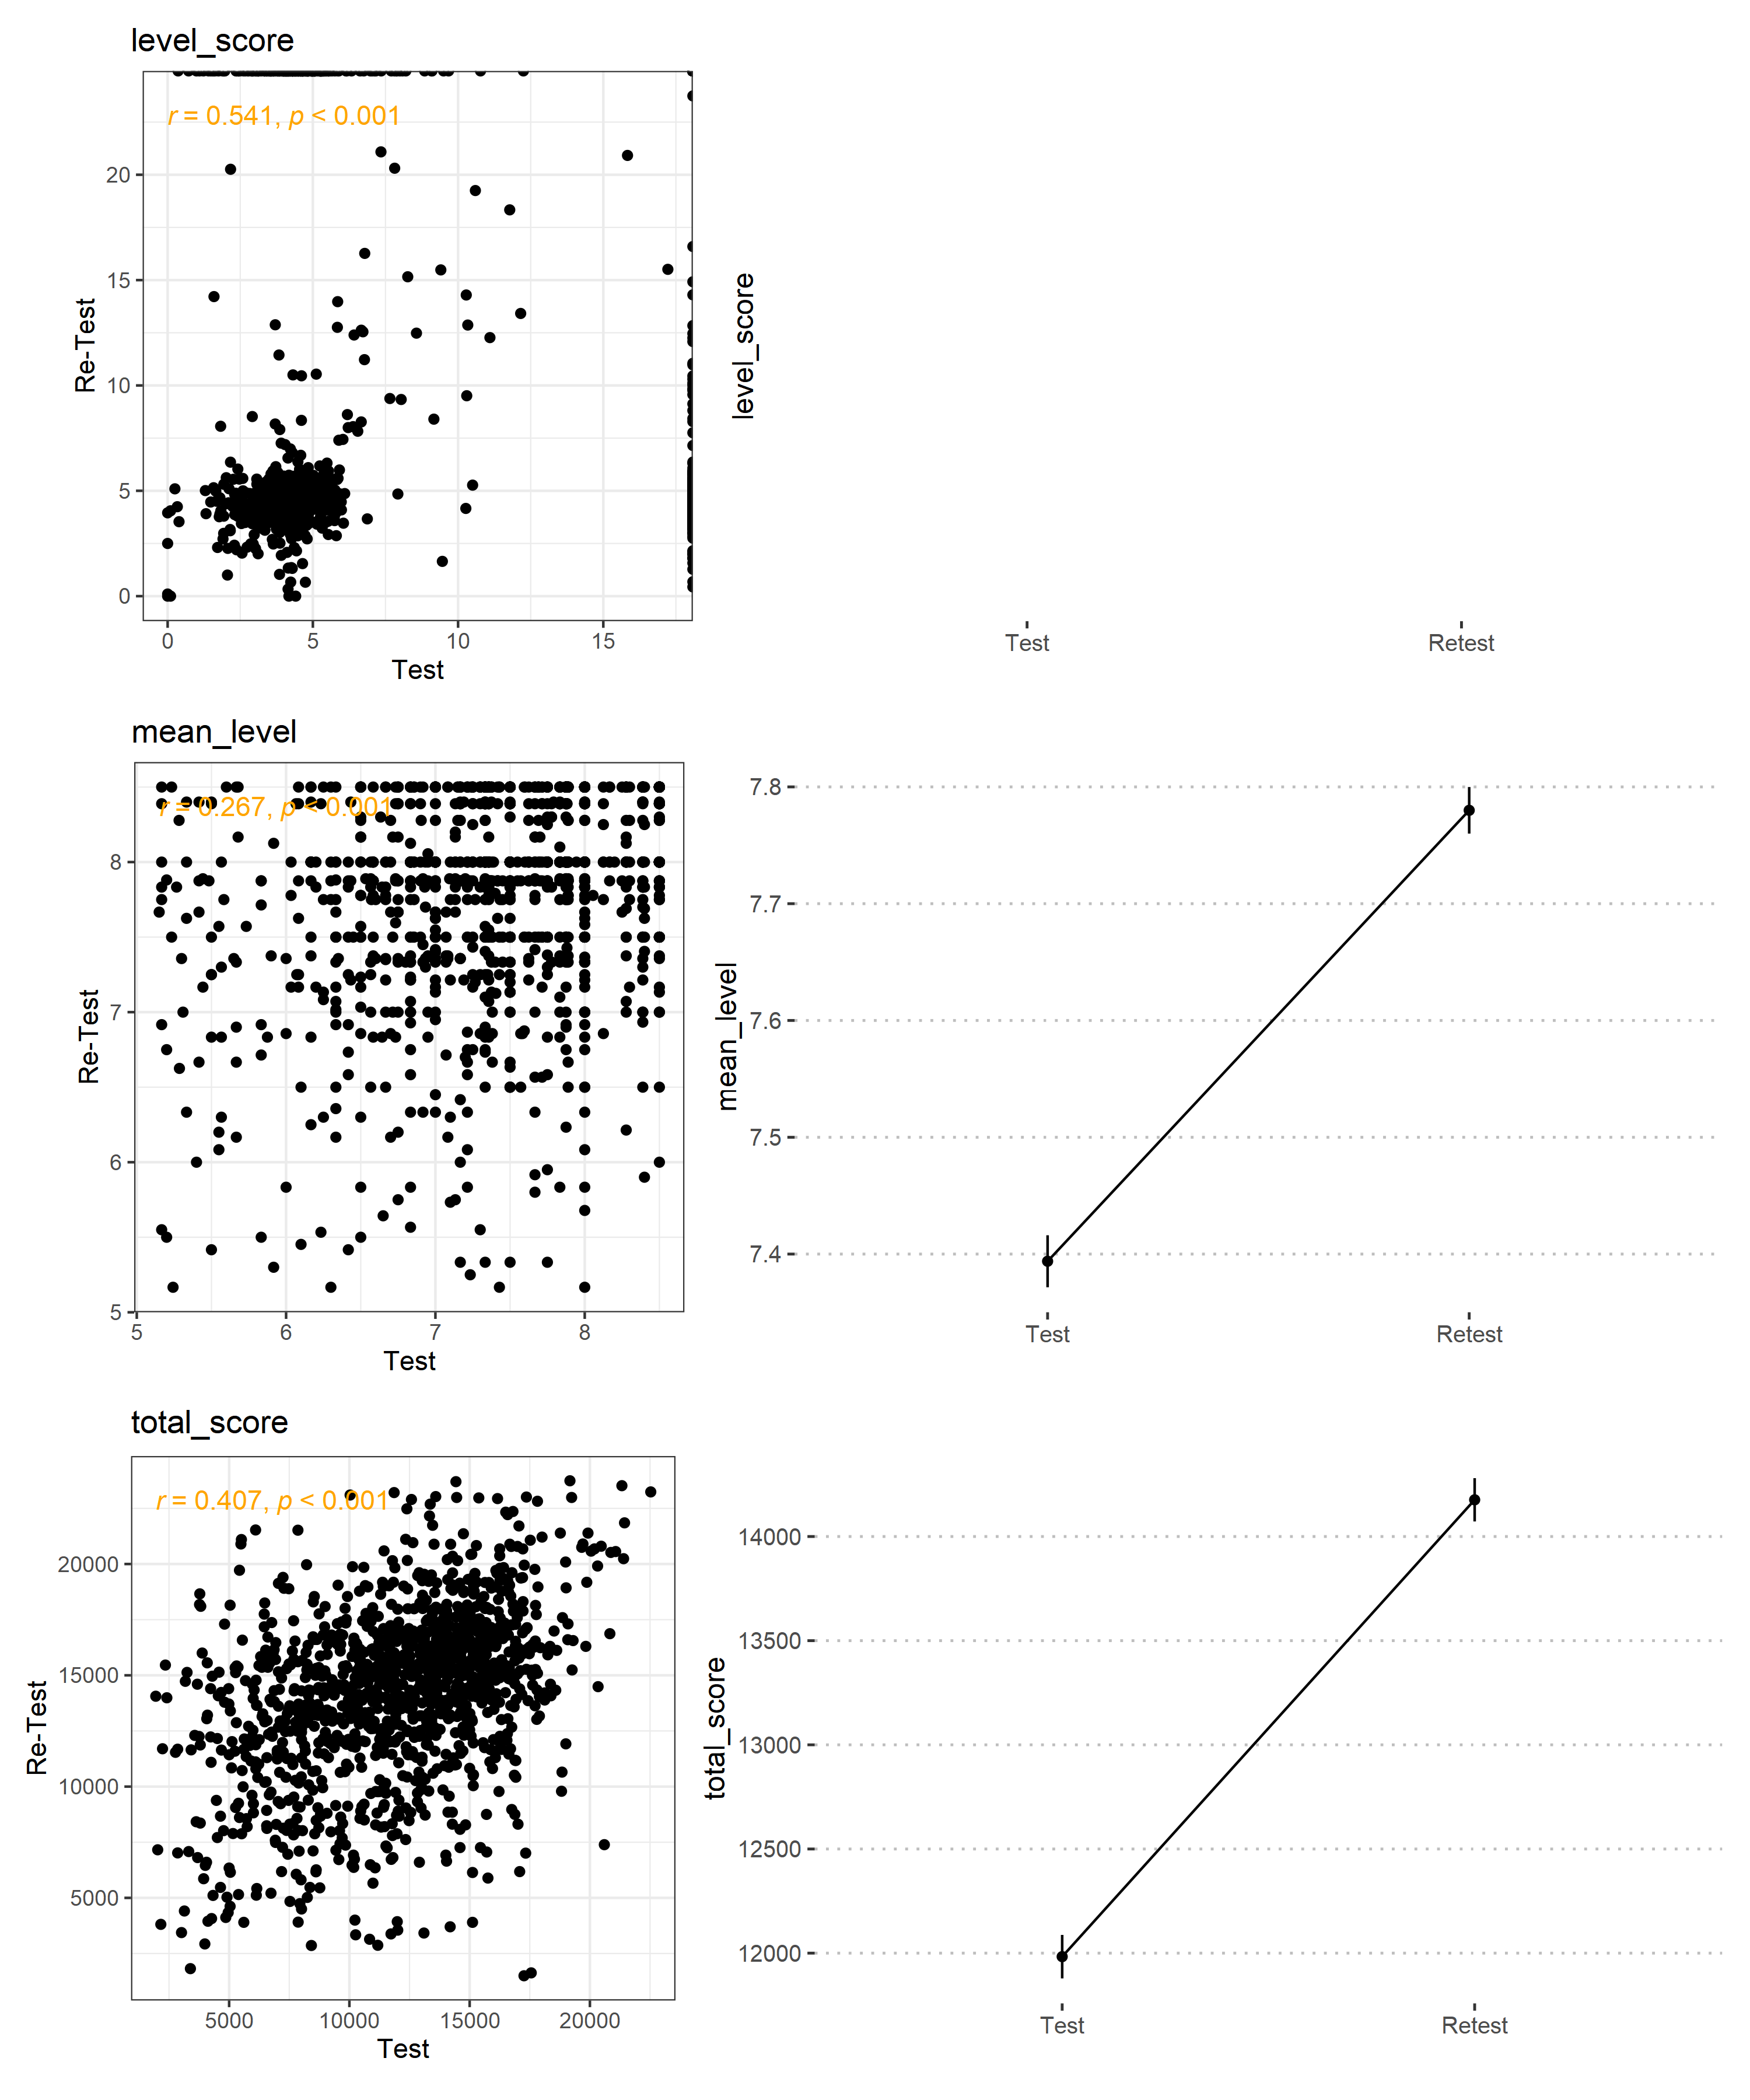 level_score
r = 0.541, p < 0.001
20
15
10
5
0
Re-Test
0 5 10 15
Test
level_score
Test Retest
mean_level
r = 0.267, p < 0.001
8
7
6
5
Re-Test
5 6 7 8
Test
7.8
7.7
7.6
7.5
7.4
mean_level
Test Retest
total_score
r = 0.407, p < 0.001
20000
15000
10000
5000
Re-Test
5000 10000 15000 20000
Test
14000
13500
13000
12500
12000
total_score
Test Retest